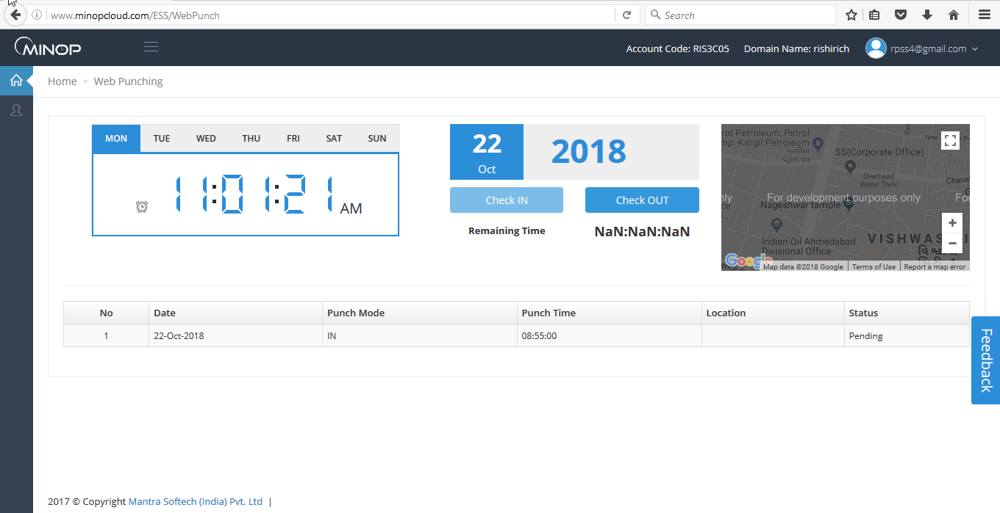 www.minopcloud.com/ESS/WebPunch
Search
MINOP
Account Code: RIS3C05 Domain Name: rishirich rpss4@gmail.com
Home Web Punching
MON TUE WED THU FRI SAT SUN
11:01:21 AM
22
Oct
2018
Check IN Check OUT
Remaining Time NaN:NaN:NaN
rat Petroleum, Petrol
mp -Kargil Petroleum
કારગિલ
પેટ્રોલ પંપ
SS(Corporate Office)
Overhead
Water Tank
For development purposes only
Nageshwar tample
Indian Oil Ahmedabad
Divisional Office
VISHWAS
Google
Map data ©2018 Google Terms of Use Report a map error
No Date Punch Mode Punch Time Location Status
1 22-Oct-2018 IN 08:55:00 Pending
Feedback
2017 © Copyright Mantra Softech (India) Pvt. Ltd |